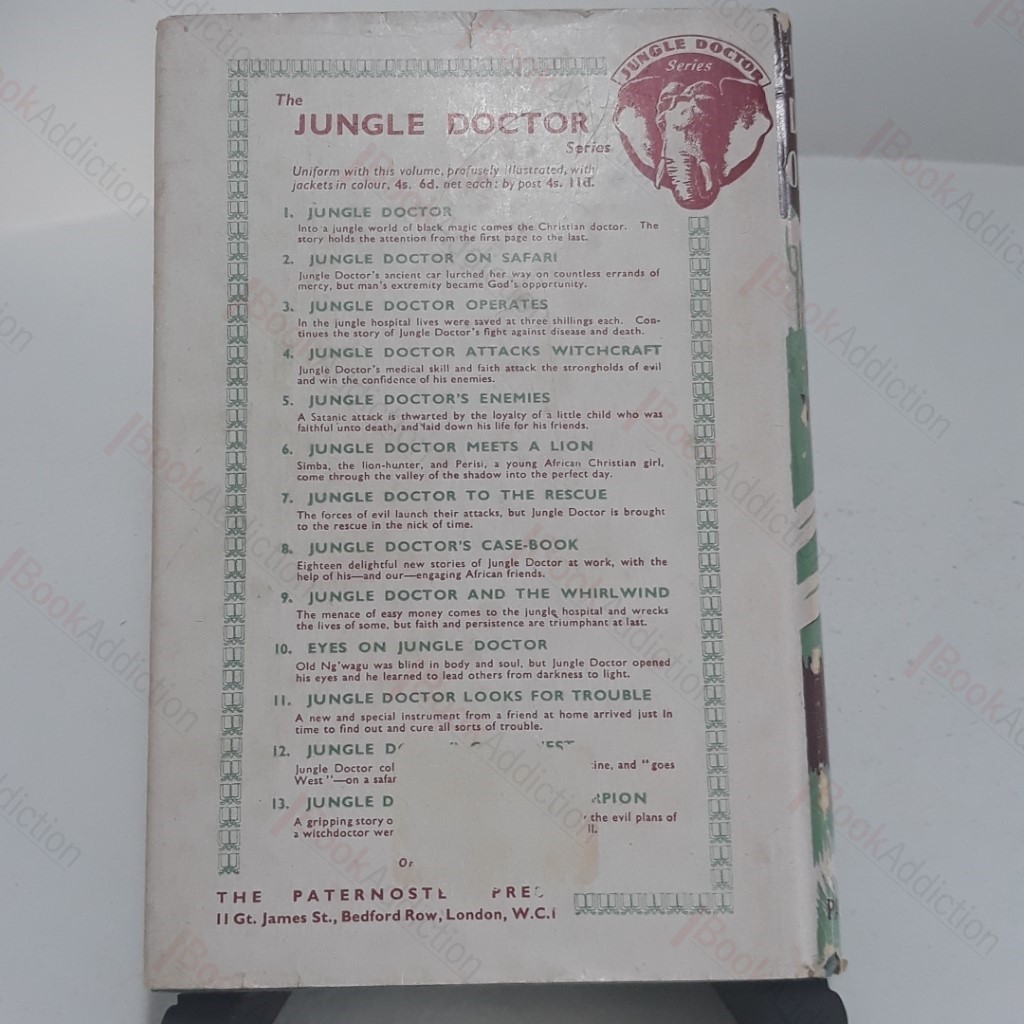 JUNGLE DOCTOR
Series
The
JUNGLE DOCTOR
Series
Uniform with this volume, profusely illustrated, with
jackets in colour, 4s. 6d. net each: by post 4s. 11d.
1. JUNGLE DOCTOR
Into a jungle world of black magic comes the Christian doctor. The
story holds the attention from the first page to the last.
2. JUNGLE DOCTOR ON SAFARI
Jungle Doctor's ancient car lurched her way on countless errands of
mercy, but man's extremity became God's opportunity.
3. JUNGLE DOCTOR OPERATES
In the jungle hospital lives were saved at three shillings each. Con-
tinues the story of Jungle Doctor's fight against disease and death.
4. JUNGLE DOCTOR ATTACKS WITCHCRAFT
Jungle Doctor's medical skill and faith attack the strongholds of evil
and win the confidence of his enemies.
5. JUNGLE DOCTOR'S ENEMIES
A Satanic attack is thwarted by the loyalty of a little child who was
faithful unto death, and laid down his life for his friends.
6. JUNGLE DOCTOR MEETS A LION
Simba, the lion-hunter, and Perisi, a young African Christian girl,
come through the valley of the shadow into the perfect day.
7. JUNGLE DOCTOR TO THE RESCUE
The forces of evil launch their attacks, but Jungle Doctor is brought
to the rescue in the nick of time.
8. JUNGLE DOCTOR'S CASE-BOOK
Eighteen delightful new stories of Jungle Doctor at work, with the
help of his—and our—engaging African friends.
9. JUNGLE DOCTOR AND THE WHIRLWIND
The menace of easy money comes to the jungle hospital and wrecks
the lives of some, but faith and persistence are triumphant at last.
10. EYES ON JUNGLE DOCTOR
Old Ng'wagu was blind in body and soul, but Jungle Doctor opened
his eyes and he learned to lead others from darkness to light.
11. JUNGLE DOCTOR LOOKS FOR TROUBLE
A new and special instrument from a friend at home arrived just in
time to find out and cure all sorts of trouble.
12. JUNGLE D
Jungle Doctor col cine, and "goes
West"—on a safar
13. JUNGLE D RPION
A gripping story o the evil plans of
a witchdoctor wer ll.
Or
THE PATERNOSTE PRE
11 Gt. James St., Bedford Row, London, W.C.1
BookAddiction